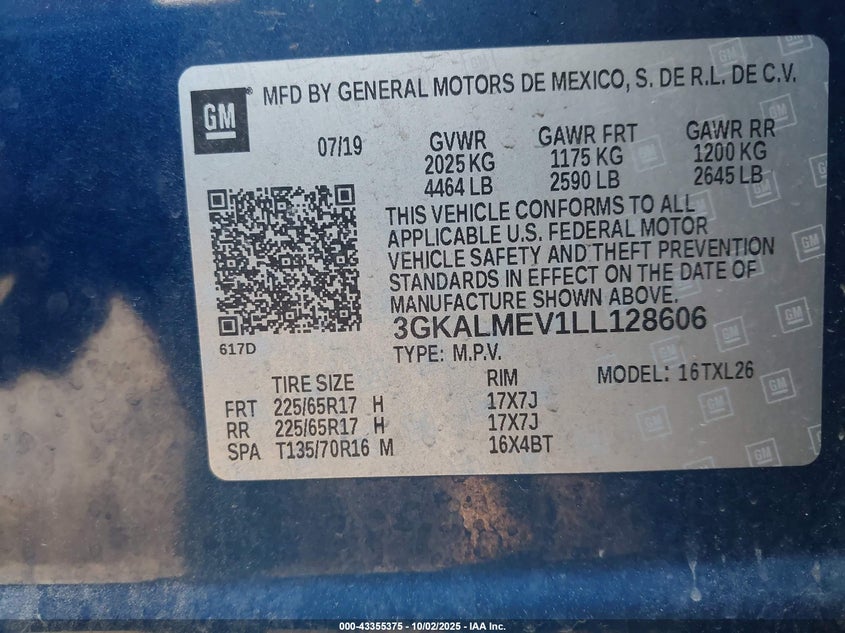 GM
MFD BY GENERAL MOTORS DE MEXICO, S. DE R.L. DE C.V.
07/19
GVWR GAWR FRT GAWR RR
2025 KG 1175 KG 1200 KG
4464 LB 2590 LB 2645 LB
THIS VEHICLE CONFORMS TO ALL
APPLICABLE U.S. FEDERAL MOTOR
VEHICLE SAFETY AND THEFT PREVENTION
STANDARDS IN EFFECT ON THE DATE OF
MANUFACTURE SHOWN ABOVE.
617D
3GKALMEV1LL128606
TYPE: M.P.V.
TIRE SIZE RIM MODEL: 16TXL26
FRT 225/65R17 H 17X7J
RR 225/65R17 H 17X7J
SPA T135/70R16 M 16X4BT
000-43355375 - 10/02/2025 - IAA Inc.